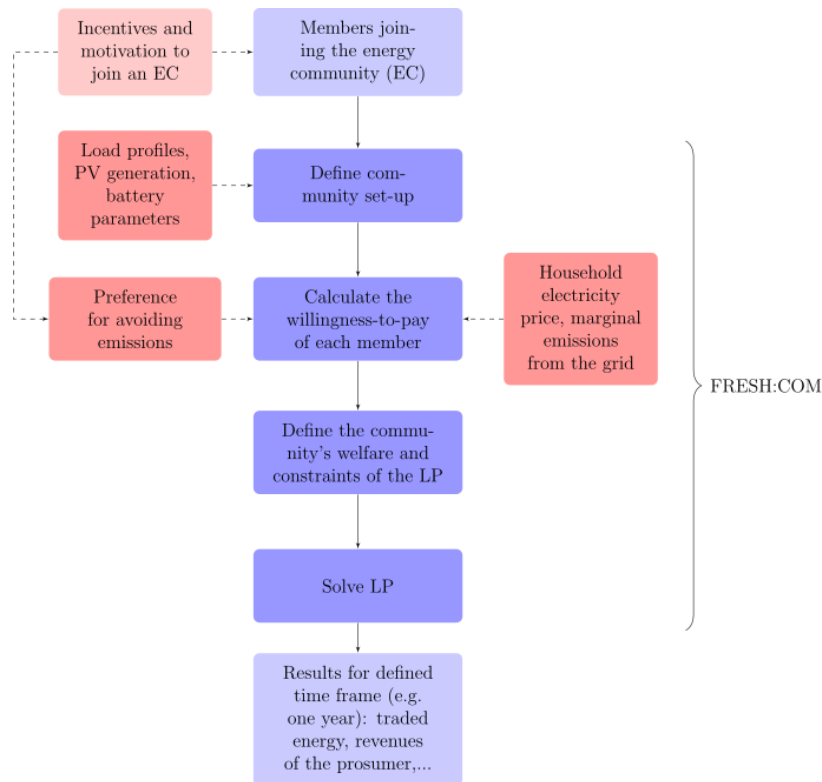 Incentives and
motivation to
join an EC
Members join-
ing the energy
community (EC)
Load profiles,
PV generation,
battery
parameters
Define com-
munity set-up
Preference
for avoiding
emissions
Calculate the
willingness-to-pay
of each member
Household
electricity
price, marginal
emissions
from the grid
FRESH:COM
Define the commu-
nity's welfare and
constraints of the LP
Solve LP
Results for defined
time frame (e.g.
one year): traded
energy, revenues
of the prosumer,...